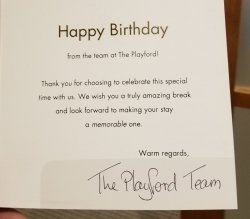 Happy Birthday
from the team at The Playford!
Thank you for choosing to celebrate this special
time with us. We wish you a truly amazing break
and look forward to making your stay
a memorable one.
Warm regards,
The Playford Team